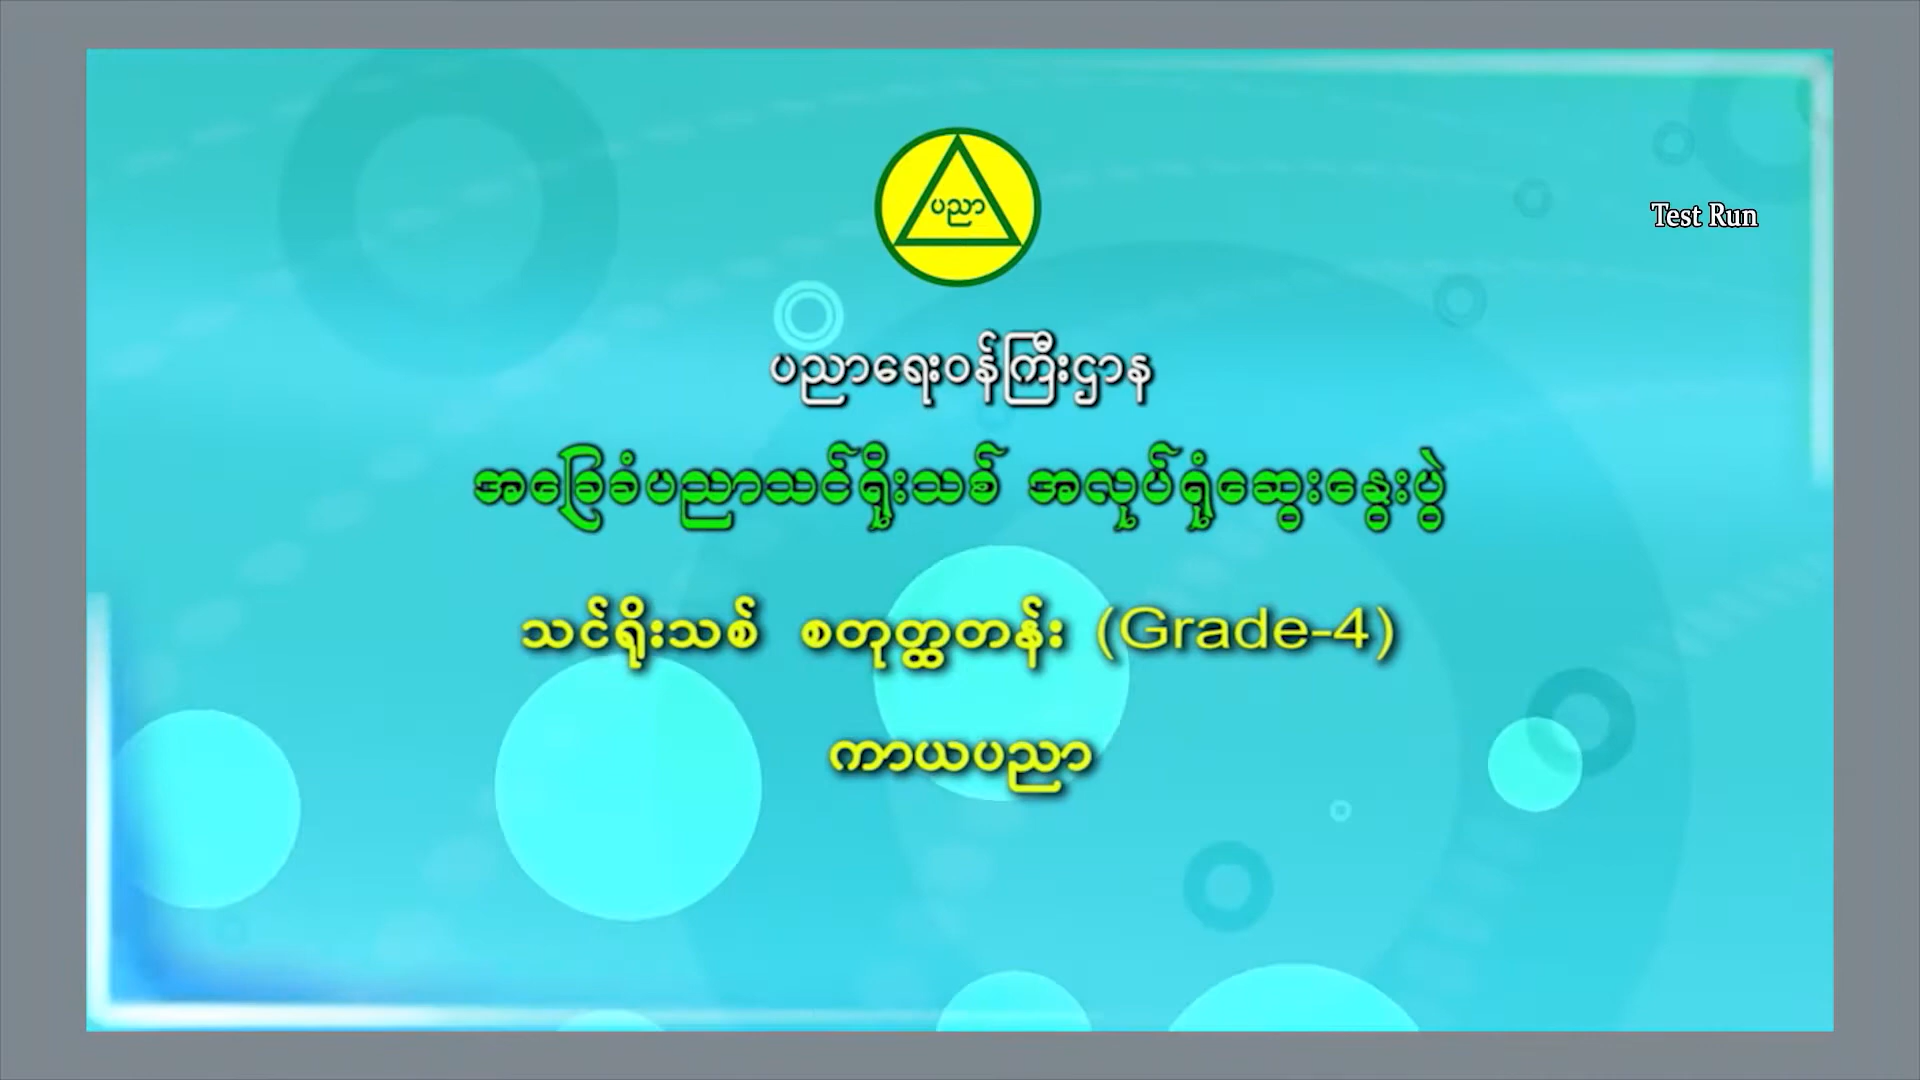 ပညာ
Test Run
ပညာရေးဝန်ကြီးဌာန
အခြေခံပညာသင်ရိုးသစ် အလုပ်ရုံဆွေးနွေးပွဲ
သင်ရိုးသစ် စတုတ္ထတန်း (Grade-4)
ကာယပညာ